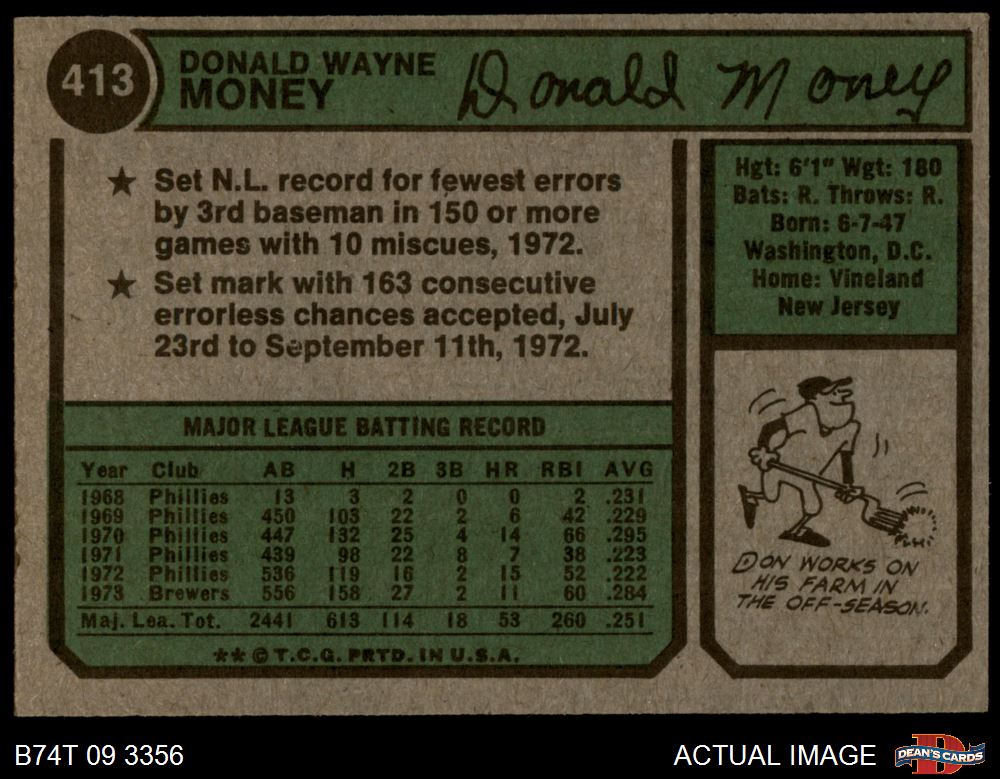 413
DONALD WAYNE
MONEY
Donald Money
★ Set N.L. record for fewest errors
by 3rd baseman in 150 or more
games with 10 miscues, 1972.
★ Set mark with 163 consecutive
errorless chances accepted, July
23rd to September 11th, 1972.
MAJOR LEAGUE BATTING RECORD
Year Club AB H 2B 3B HR RBI AVG
1968 Phillies 13 3 2 0 0 2 .231
1969 Phillies 450 103 22 2 6 42 .229
1970 Phillies 447 132 25 4 14 66 .295
1971 Phillies 439 98 22 8 7 38 .223
1972 Phillies 536 119 16 2 15 52 .222
1973 Brewers 556 158 27 2 11 60 .284
Maj. Lea. Tot. 2441 613 114 18 53 260 .251
** © T.C.G. PRTD. IN U.S.A.
Hgt: 6'1" Wgt: 180
Bats: R. Throws: R.
Born: 6-7-47
Washington, D.C.
Home: Vineland
New Jersey
DON WORKS ON
HIS FARM IN
THE OFF-SEASON.
B74T 09 3356
ACTUAL IMAGE
D
DEAN'S CARDS